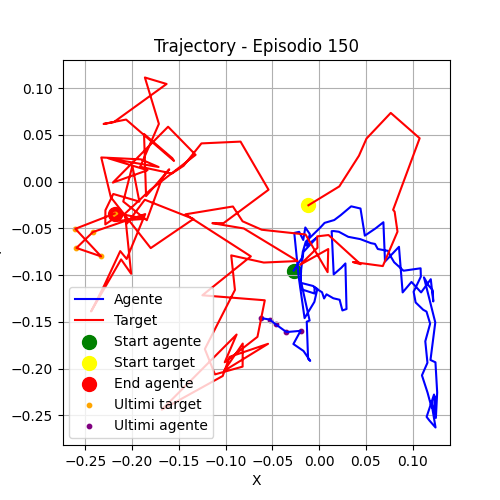 Trajectory - Episodio 150
0.10
0.05
0.00
−0.05
−0.10
−0.15
−0.20
−0.25
Agente
Target
Start agente
Start target
End agente
Ultimi target
Ultimi agente
−0.25 −0.20 −0.15 −0.10 −0.05 0.00 0.05 0.10
X